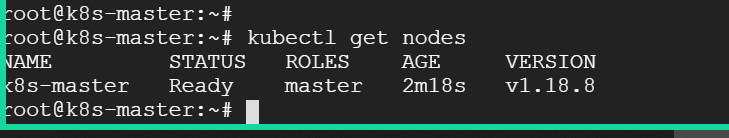 root@k8s-master:~#
root@k8s-master:~# kubectl get nodes
NAME STATUS ROLES AGE VERSION
k8s-master Ready master 2m18s v1.18.8
root@k8s-master:~#